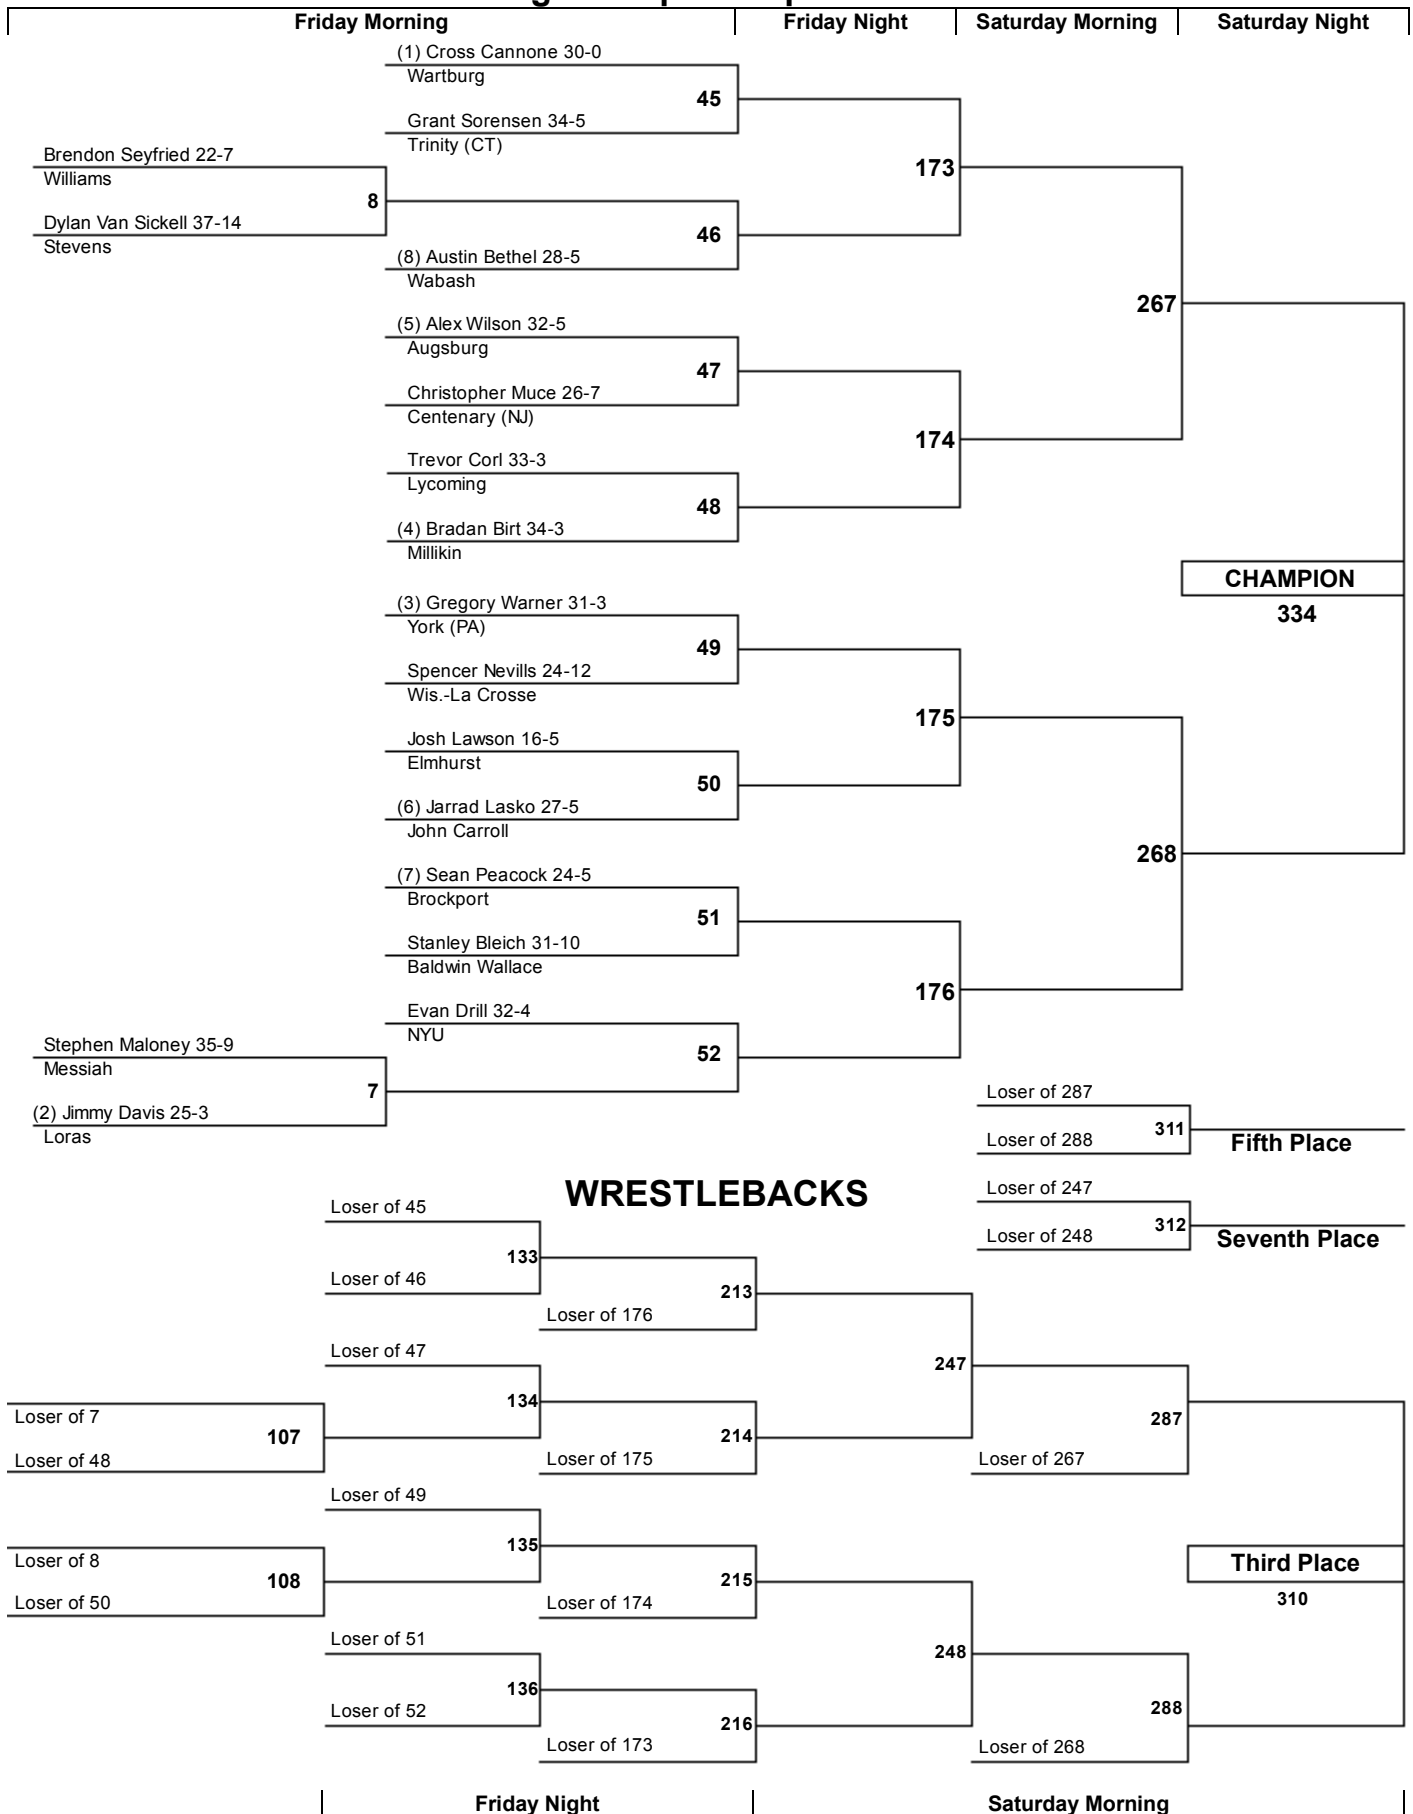 Friday Morning Friday Night Saturday Morning Saturday Night
(1) Cross Cannone 30-0
Wartburg
45
Grant Sorensen 34-5
Trinity (CT)
Brendon Seyfried 22-7
Williams
173
8
Dylan Van Sickell 37-14
Stevens
46
(8) Austin Bethel 28-5
Wabash
267
(5) Alex Wilson 32-5
Augsburg
47
Christopher Muce 26-7
Centenary (NJ)
174
Trevor Corl 33-3
Lycoming
48
(4) Bradan Birt 34-3
Millikin
CHAMPION
334
(3) Gregory Warner 31-3
York (PA)
49
Spencer Nevills 24-12
Wis.-La Crosse
175
Josh Lawson 16-5
Elmhurst
50
(6) Jarrad Lasko 27-5
John Carroll
268
(7) Sean Peacock 24-5
Brockport
51
Stanley Bleich 31-10
Baldwin Wallace
176
Evan Drill 32-4
NYU
52
Stephen Maloney 35-9
Messiah
7
(2) Jimmy Davis 25-3
Loras
Loser of 287
311
Loser of 288
Fifth Place
WRESTLEBACKS
Loser of 247
312
Loser of 248
Seventh Place
Loser of 45
133
Loser of 46
213
Loser of 176
Loser of 47
247
134
Loser of 7
107
Loser of 48
214
Loser of 175
287
Loser of 267
Loser of 49
135
Loser of 8
108
Loser of 50
215
Loser of 174
Third Place
310
Loser of 51
248
136
Loser of 52
216
Loser of 173
288
Loser of 268
Friday Night Saturday Morning